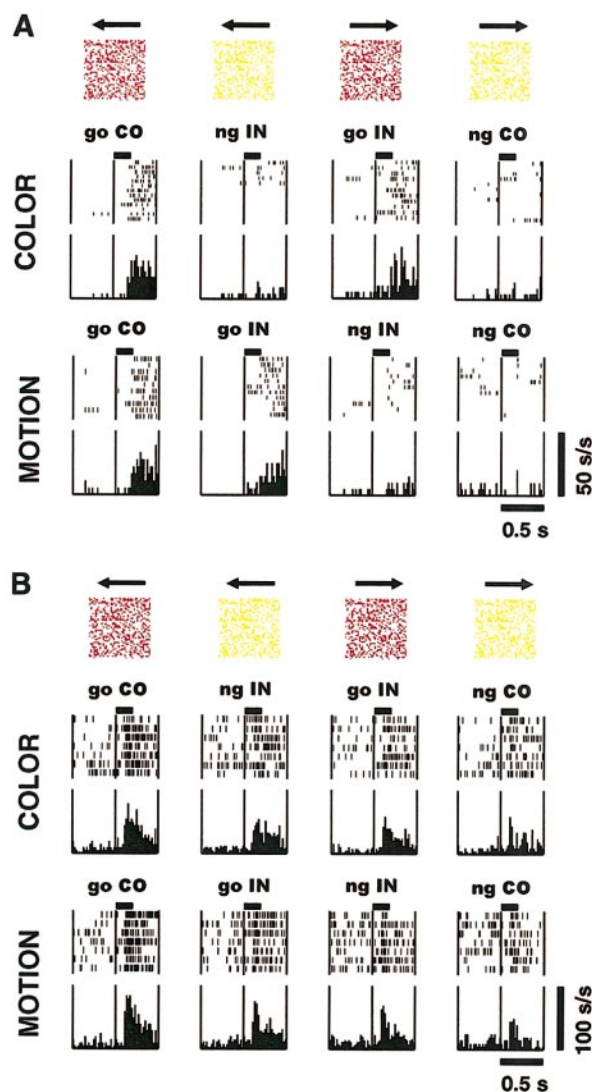 A
go CO ng IN go IN ng CO
COLOR
go CO go IN ng IN ng CO
MOTION
50 s/s
0.5 s
B
go CO ng IN go IN ng CO
COLOR
go CO go IN ng IN ng CO
MOTION
100 s/s
0.5 s